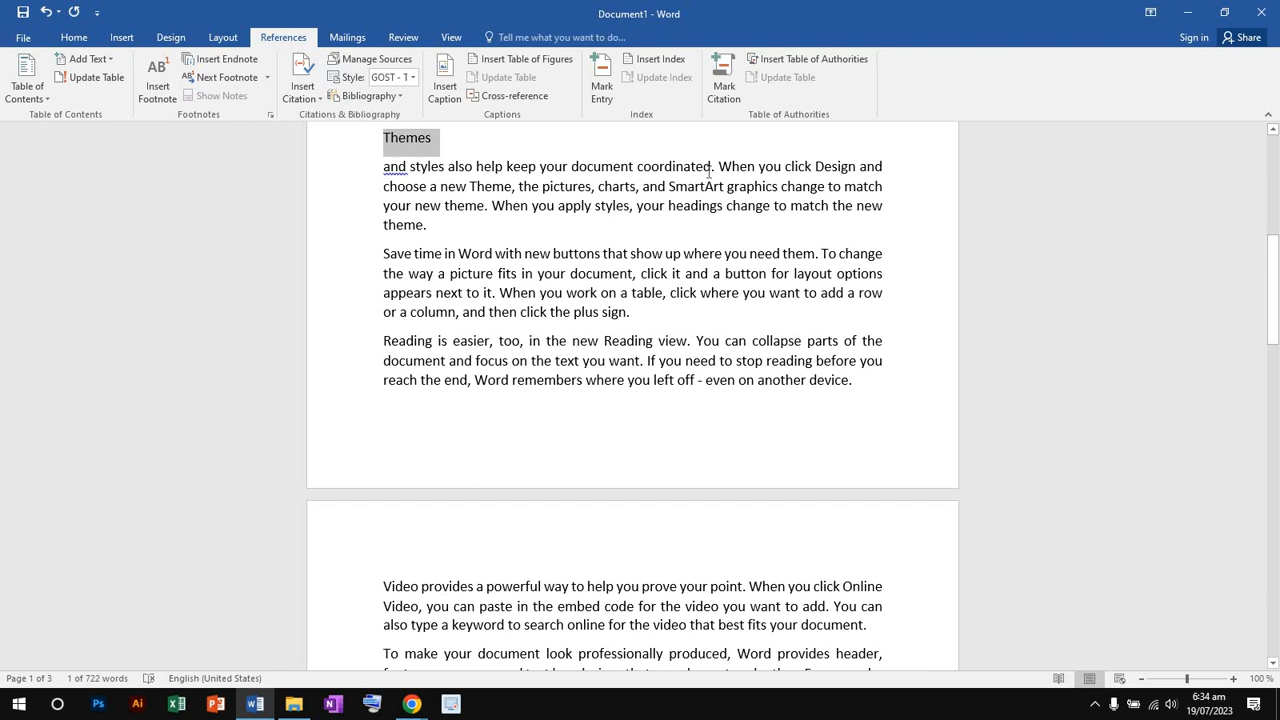 Document1 - Word
File Home Insert Design Layout References Mailings Review View Tell me what you want to do... Sign in Share
Table of Contents
Add Text
Update Table
Table of Contents
AB¹
Insert Footnote
Insert Endnote
Next Footnote
Show Notes
Footnotes
Insert Citation
Manage Sources
Style: GOST - T
Bibliography
Citations & Bibliography
Insert Caption
Insert Table of Figures
Update Table
Cross-reference
Captions
Mark Entry
Insert Index
Update Index
Index
Mark Citation
Insert Table of Authorities
Update Table
Table of Authorities
Themes
and styles also help keep your document coordinated. When you click Design and
choose a new Theme, the pictures, charts, and SmartArt graphics change to match
your new theme. When you apply styles, your headings change to match the new
theme.
Save time in Word with new buttons that show up where you need them. To change
the way a picture fits in your document, click it and a button for layout options
appears next to it. When you work on a table, click where you want to add a row
or a column, and then click the plus sign.
Reading is easier, too, in the new Reading view. You can collapse parts of the
document and focus on the text you want. If you need to stop reading before you
reach the end, Word remembers where you left off - even on another device.
Video provides a powerful way to help you prove your point. When you click Online
Video, you can paste in the embed code for the video you want to add. You can
also type a keyword to search online for the video that best fits your document.
To make your document look professionally produced, Word provides header,
Page 1 of 3 1 of 722 words English (United States) 100 %
6:34 am
19/07/2023